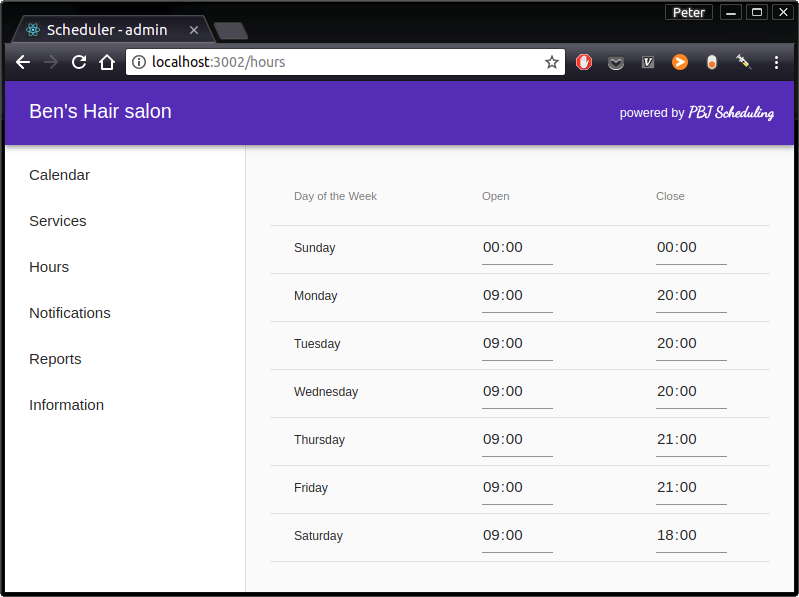 Peter
Scheduler - admin
localhost:3002/hours
Ben's Hair salon
powered by PBJ Scheduling
Calendar
Services
Hours
Notifications
Reports
Information
Day of the Week Open Close
Sunday 00:00 00:00
Monday 09:00 20:00
Tuesday 09:00 20:00
Wednesday 09:00 20:00
Thursday 09:00 21:00
Friday 09:00 21:00
Saturday 09:00 18:00